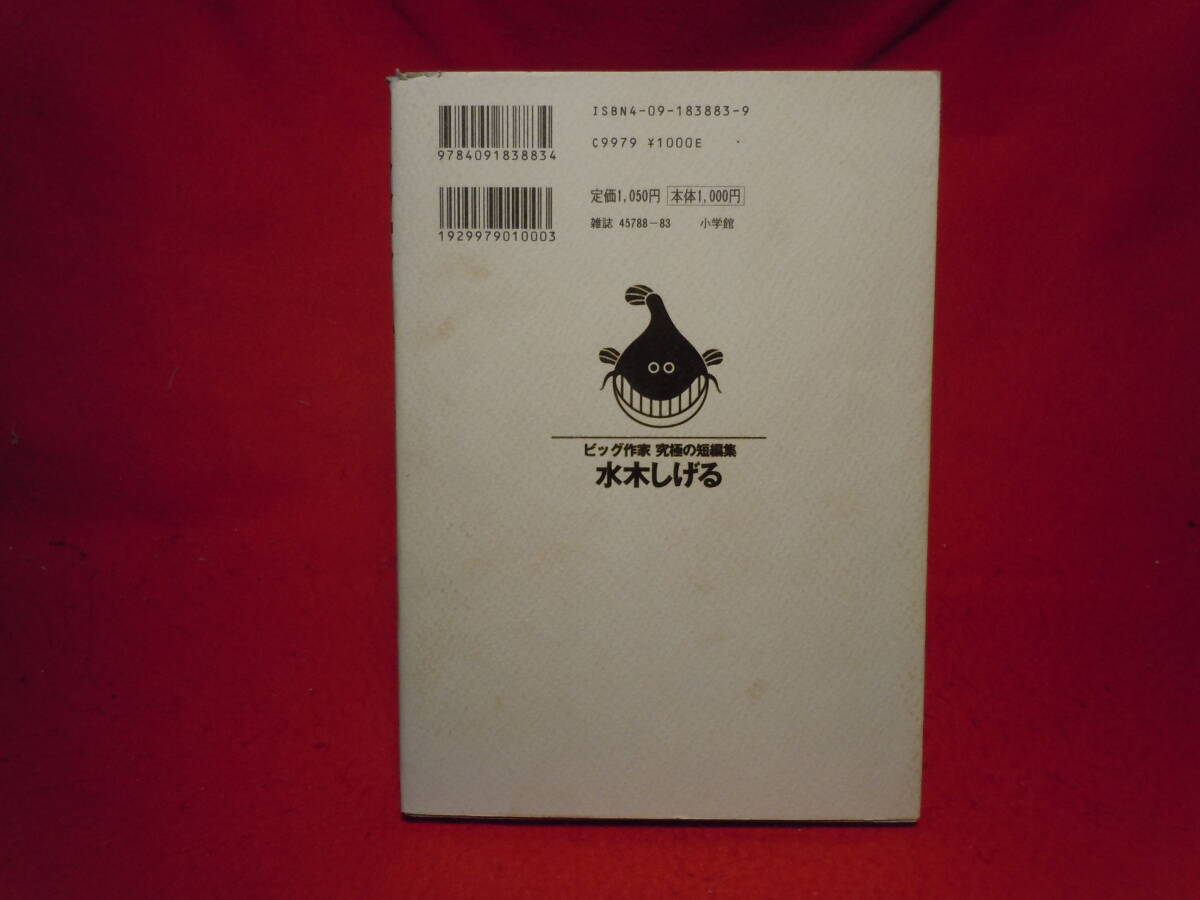 ISBN4-09-183883-9
9784091838834
C9979 ¥1000E
定価1,050円 本体1,000円
1929979010003
雑誌 45788-83 小学館
ビッグ作家 究極の短編集
水木しげる